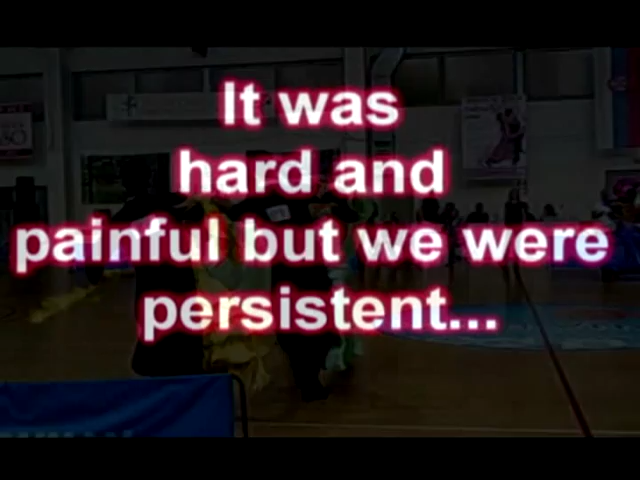 It was
hard and
painful but we were
persistent...